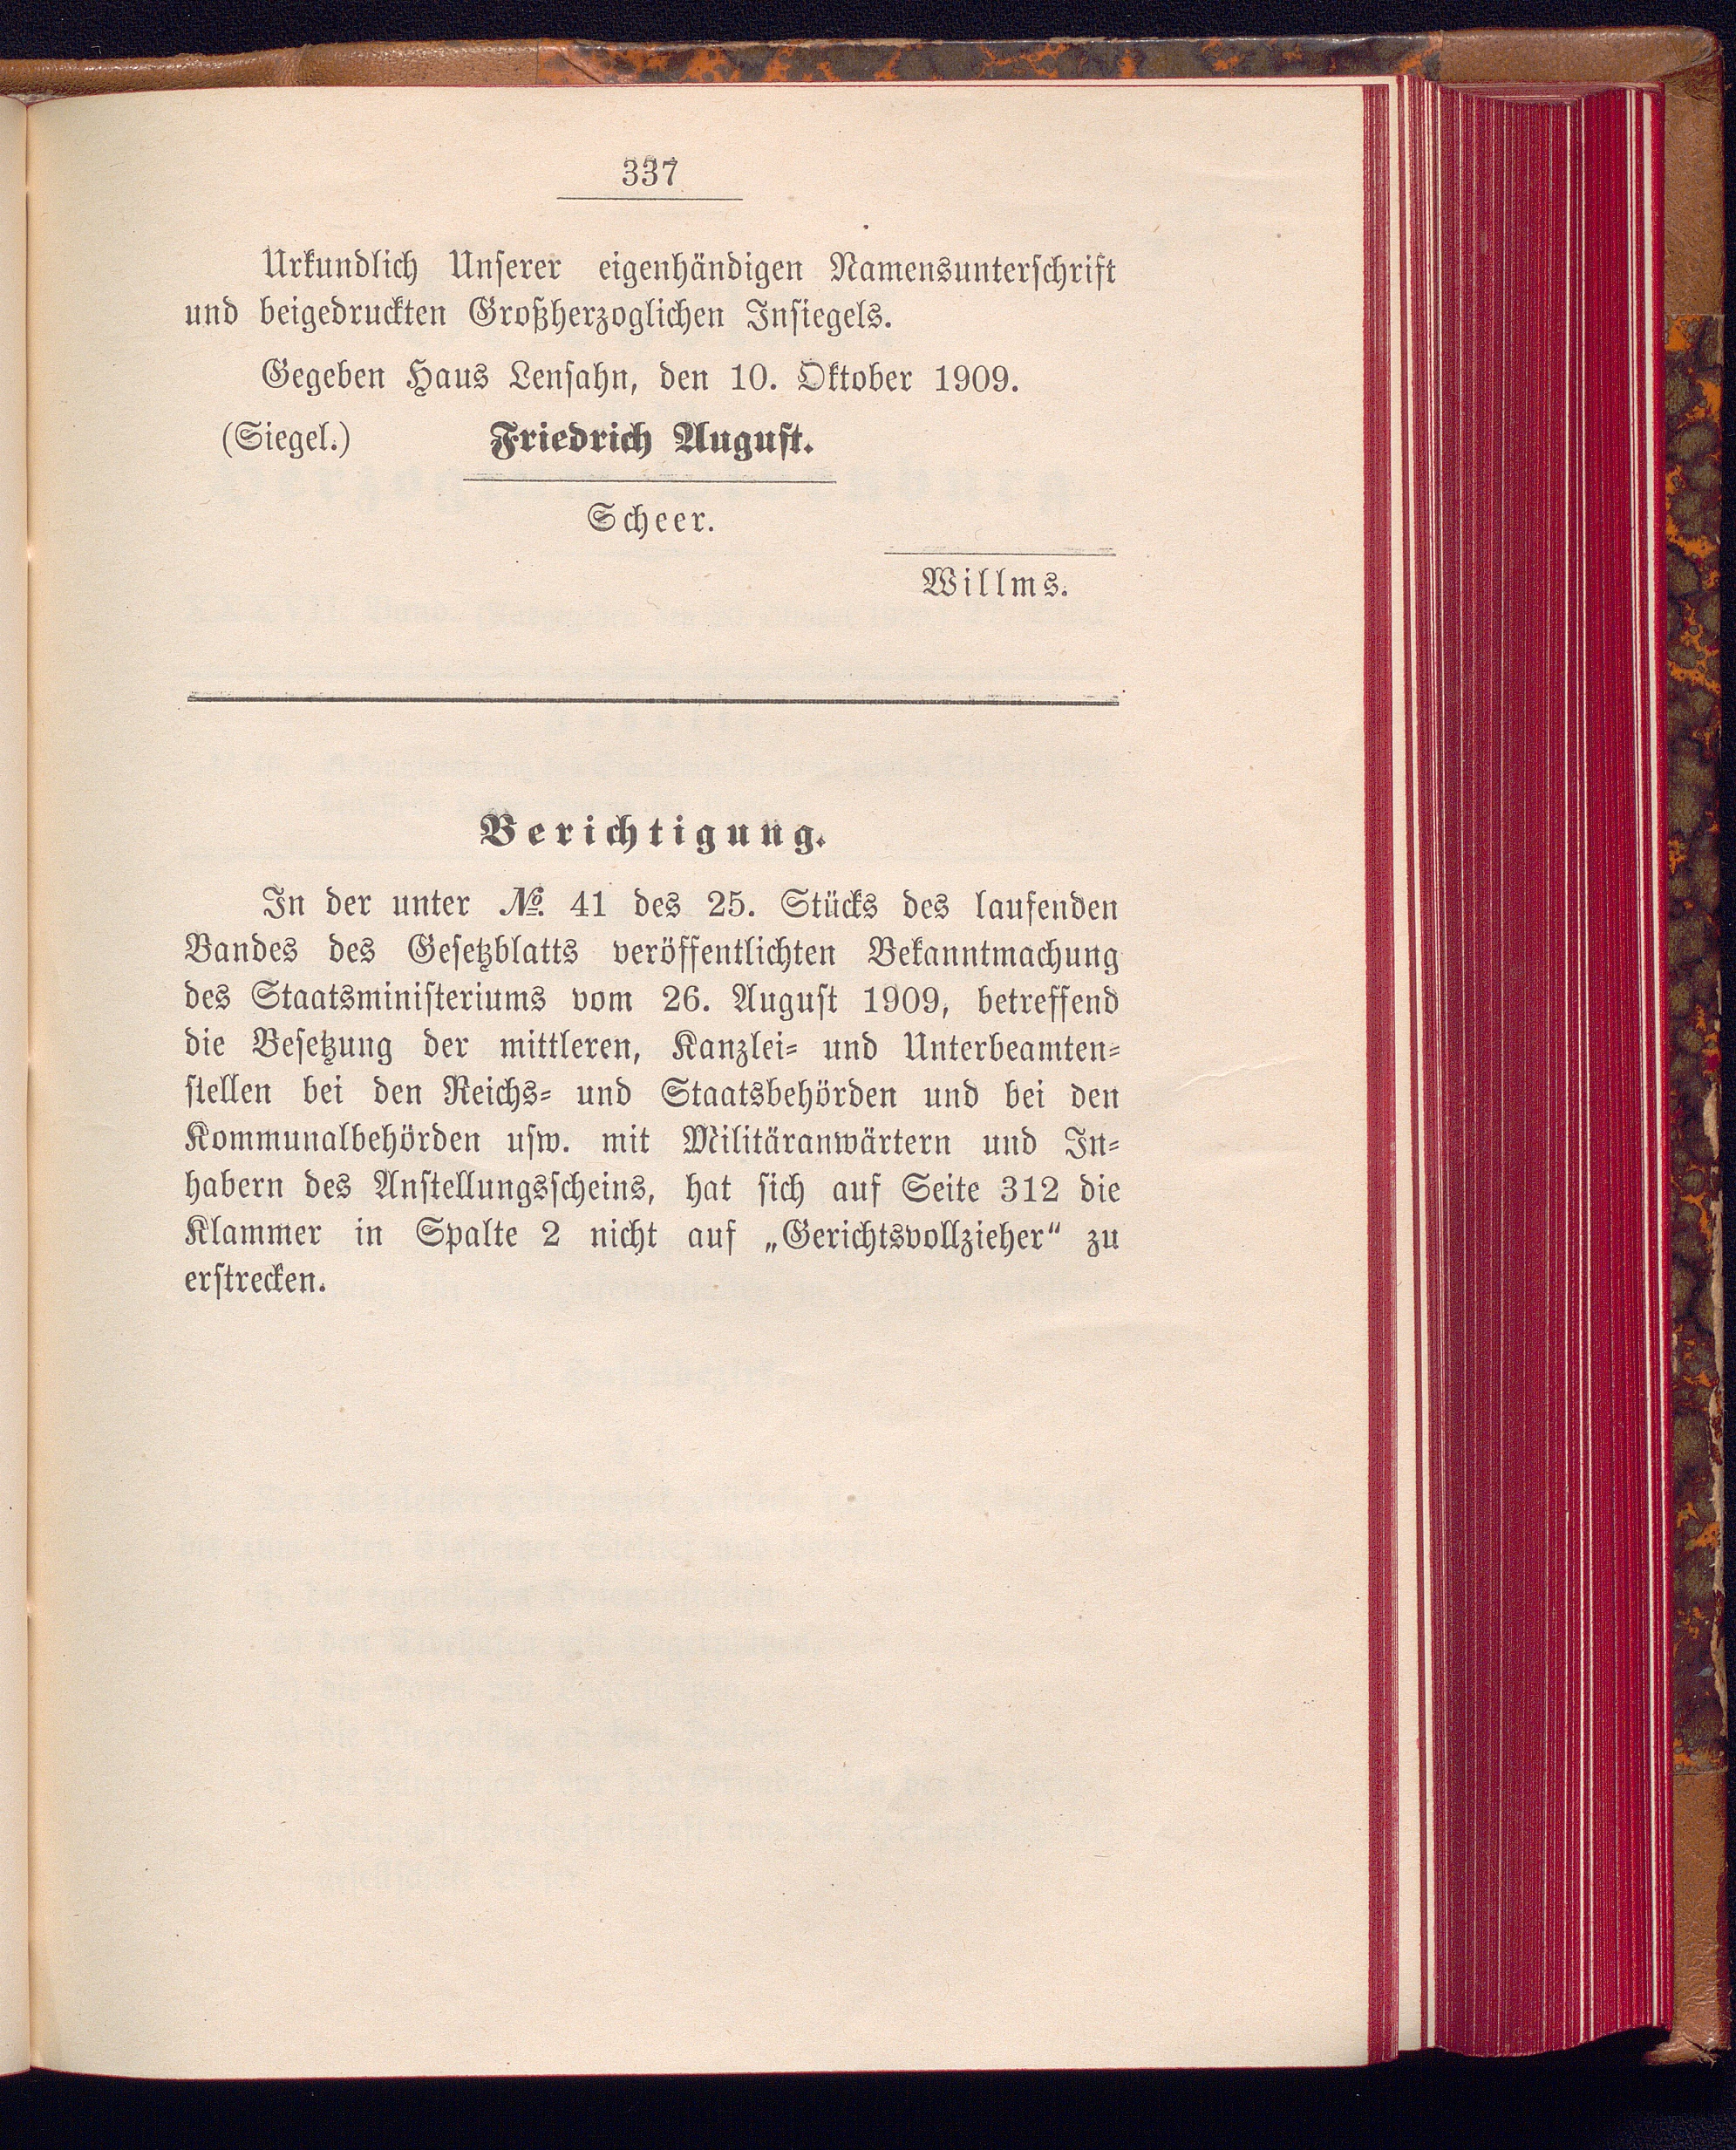 337
Urkundlich Unserer eigenhändigen Namensunterschrift
und beigedruckten Großherzoglichen Insiegels.
Gegeben Haus Lensahn, den 10. Oktober 1909.
(Siegel.) Friedrich August.
Scheer.
Willms.
Berichtigung.
In der unter № 41 des 25. Stücks des laufenden
Bandes des Gesetzblatts veröffentlichten Bekanntmachung
des Staatsministeriums vom 26. August 1909, betreffend
die Besetzung der mittleren, Kanzlei- und Unterbeamten-
stellen bei den Reichs- und Staatsbehörden und bei den
Kommunalbehörden usw. mit Militäranwärtern und In-
habern des Anstellungsscheins, hat sich auf Seite 312 die
Klammer in Spalte 2 nicht auf „Gerichtsvollzieher“ zu
erstrecken.